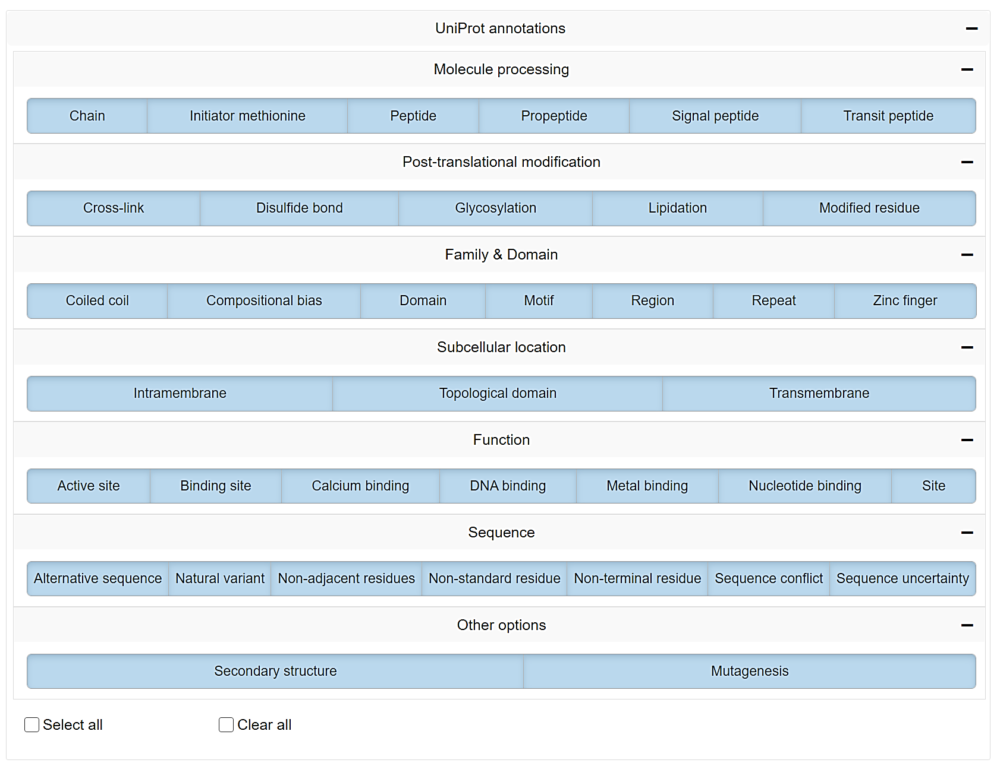 UniProt annotations
Molecule processing
Chain Initiator methionine Peptide Propeptide Signal peptide Transit peptide
Post-translational modification
Cross-link Disulfide bond Glycosylation Lipidation Modified residue
Family & Domain
Coiled coil Compositional bias Domain Motif Region Repeat Zinc finger
Subcellular location
Intramembrane Topological domain Transmembrane
Function
Active site Binding site Calcium binding DNA binding Metal binding Nucleotide binding Site
Sequence
Alternative sequence Natural variant Non-adjacent residues Non-standard residue Non-terminal residue Sequence conflict Sequence uncertainty
Other options
Secondary structure Mutagenesis
Select all Clear all